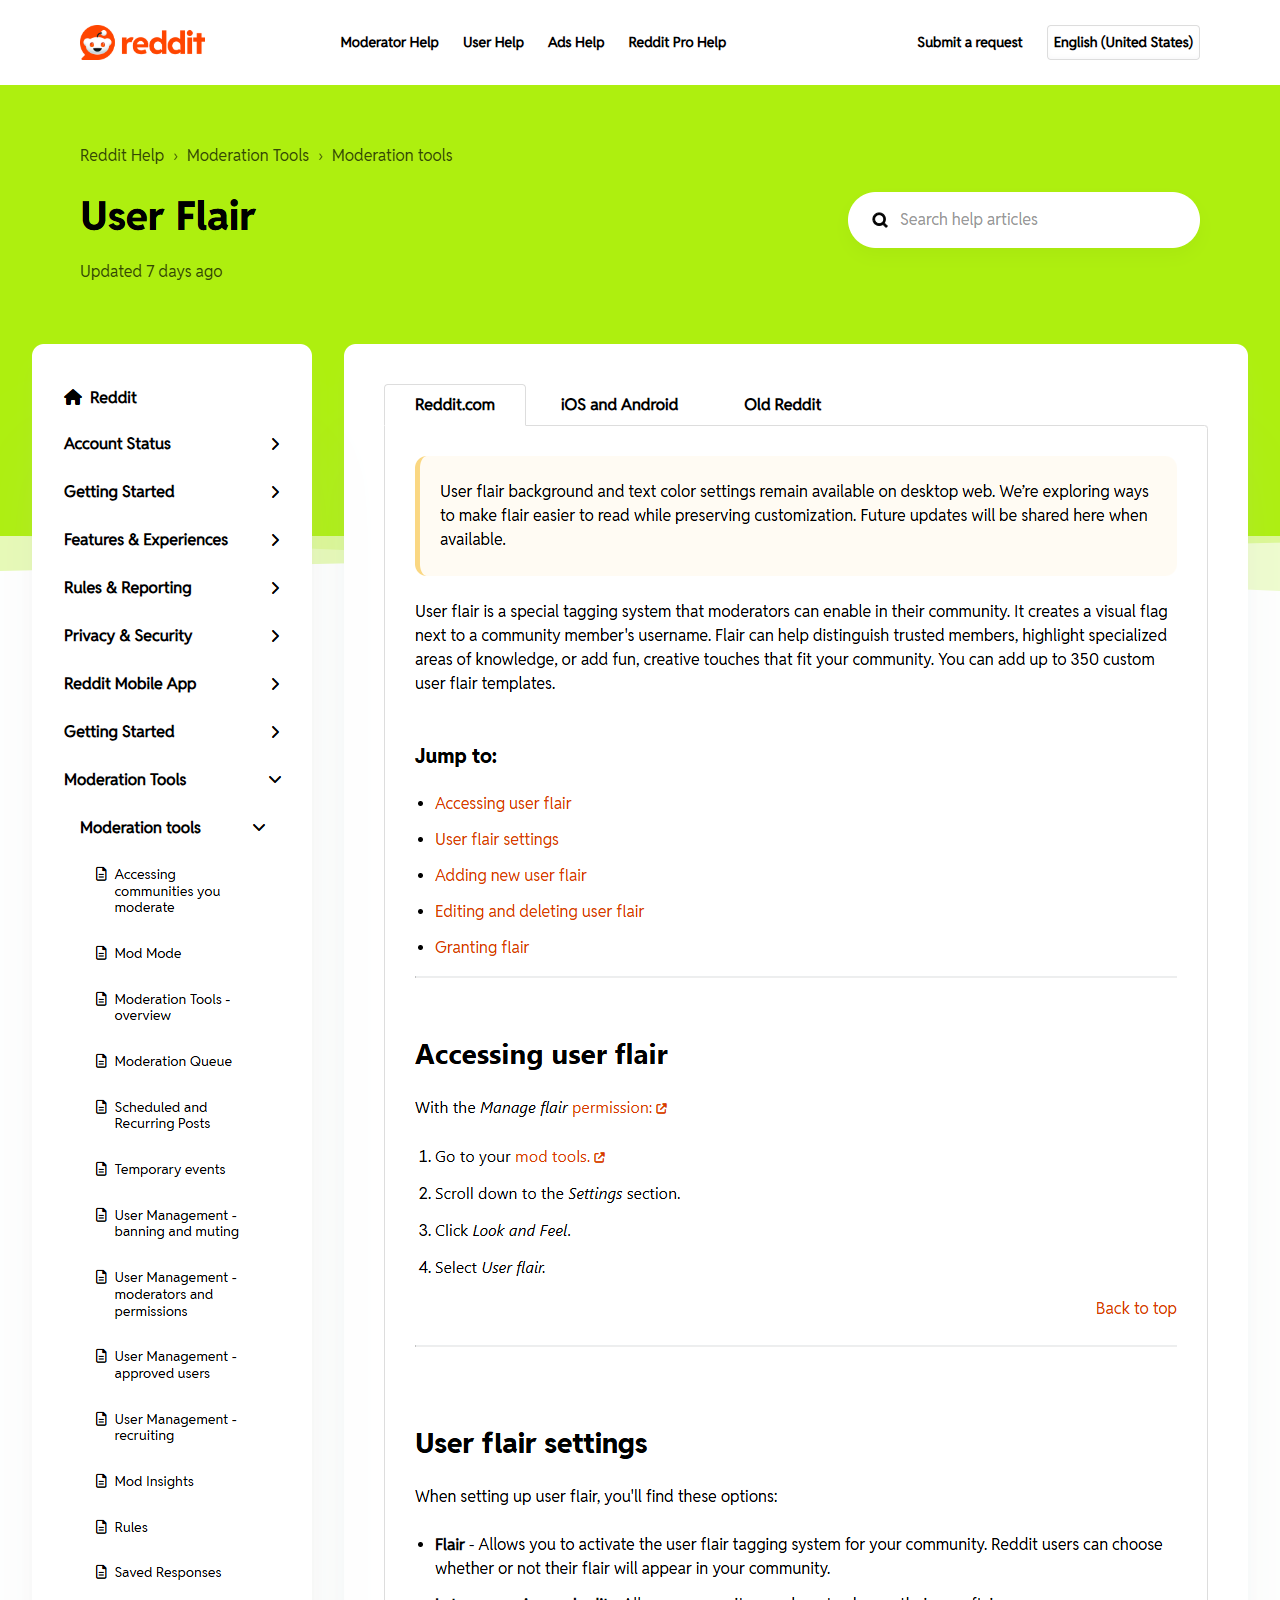 reddit
Moderator Help
User Help
Ads Help
Reddit Pro Help
Submit a request
English (United States)
Reddit Help › Moderation Tools › Moderation tools
User Flair
Search help articles
Updated 7 days ago
Reddit
Account Status
Getting Started
Features & Experiences
Rules & Reporting
Privacy & Security
Reddit Mobile App
Getting Started
Moderation Tools
Moderation tools
Accessing
communities you
moderate
Mod Mode
Moderation Tools -
overview
Moderation Queue
Scheduled and
Recurring Posts
Temporary events
User Management -
banning and muting
User Management -
moderators and
permissions
User Management -
approved users
User Management -
recruiting
Mod Insights
Rules
Saved Responses
Reddit.com
iOS and Android
Old Reddit
User flair background and text color settings remain available on desktop web. We’re exploring ways
to make flair easier to read while preserving customization. Future updates will be shared here when
available.
User flair is a special tagging system that moderators can enable in their community. It creates a visual flag
next to a community member's username. Flair can help distinguish trusted members, highlight specialized
areas of knowledge, or add fun, creative touches that fit your community. You can add up to 350 custom
user flair templates.
Jump to:
• Accessing user flair
• User flair settings
• Adding new user flair
• Editing and deleting user flair
• Granting flair
Accessing user flair
With the Manage flair permission:
1. Go to your mod tools.
2. Scroll down to the Settings section.
3. Click Look and Feel.
4. Select User flair.
Back to top
User flair settings
When setting up user flair, you'll find these options:
• Flair - Allows you to activate the user flair tagging system for your community. Reddit users can choose
whether or not their flair will appear in your community.